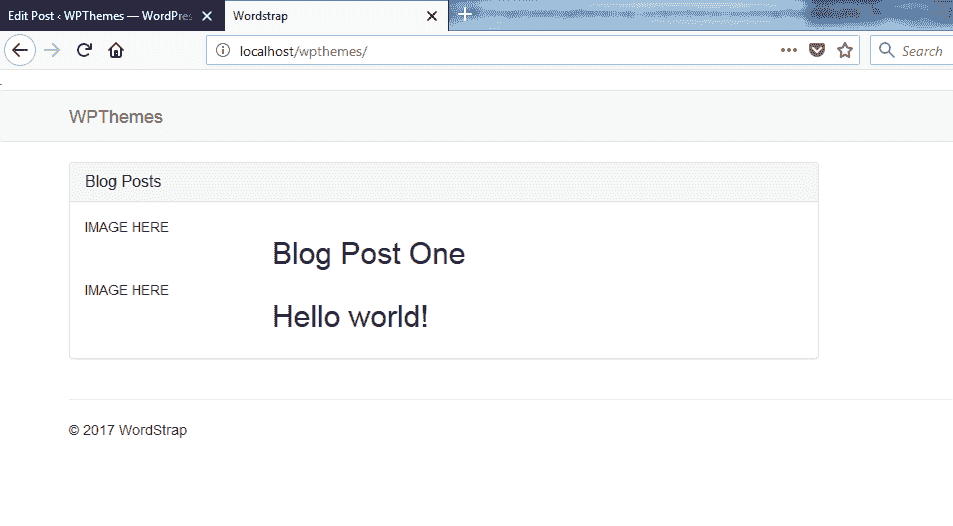 Edit Post ‹ WPThemes — WordPres
Wordstrap
localhost/wpthemes/
Search
WPThemes
Blog Posts
IMAGE HERE
Blog Post One
IMAGE HERE
Hello world!
© 2017 WordStrap